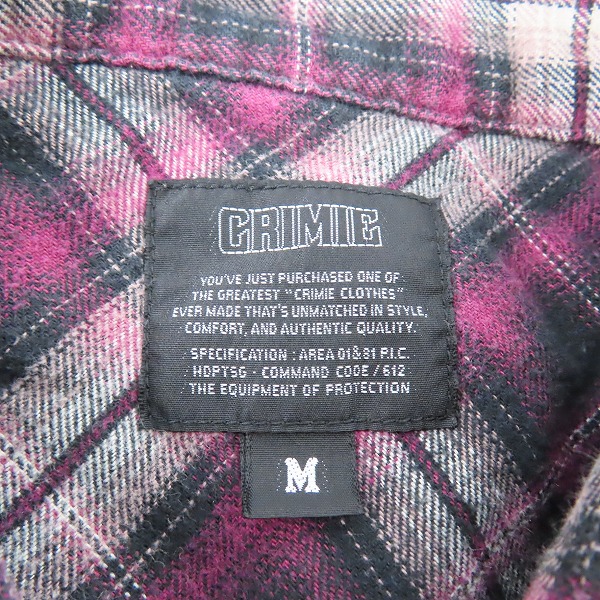 CRIMIE
YOU'VE JUST PURCHASED ONE OF
THE GREATEST "CRIMIE CLOTHES"
EVER MADE THAT'S UNMATCHED IN STYLE,
COMFORT, AND AUTHENTIC QUALITY.
SPECIFICATION : AREA 01&81 P.I.C.
HDPTSG - COMMAND CODE / 612
THE EQUIPMENT OF PROTECTION
M